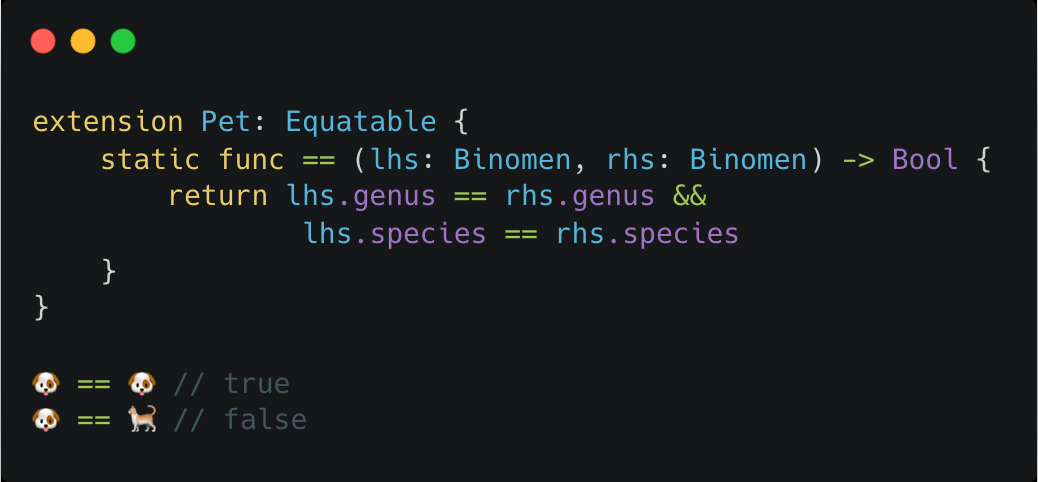 extension Pet: Equatable {
    static func == (lhs: Binomen, rhs: Binomen) -> Bool {
        return lhs.genus == rhs.genus &&
                lhs.species == rhs.species
    }
}
🐶 == 🐶 // true
🐶 == 🐈 // false